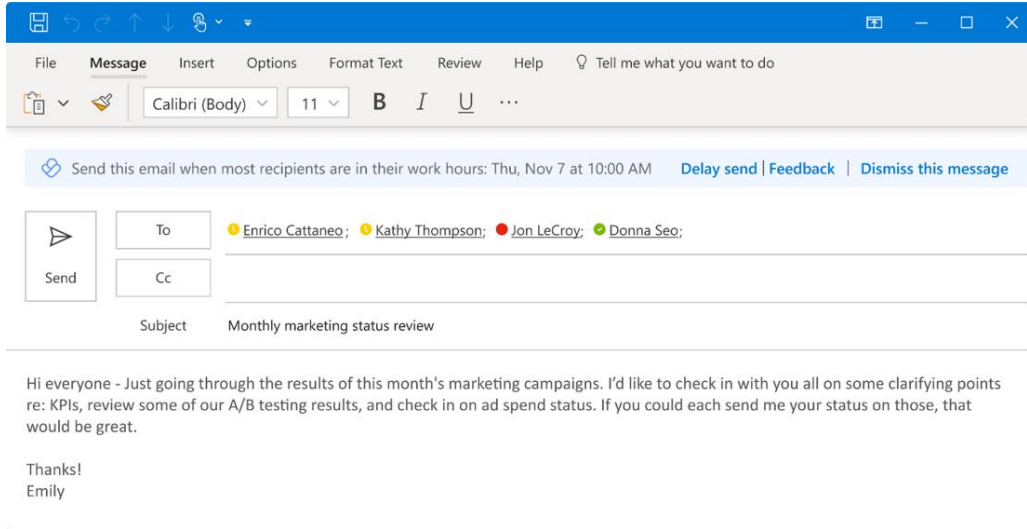 File Message Insert Options Format Text Review Help Tell me what you want to do
Calibri (Body) 11 B I U ...
Send this email when most recipients are in their work hours: Thu, Nov 7 at 10:00 AM Delay send | Feedback | Dismiss this message
To Enrico Cattaneo; Kathy Thompson; Jon LeCroy; Donna Seo;
Send Cc
Subject Monthly marketing status review
Hi everyone - Just going through the results of this month's marketing campaigns. I'd like to check in with you all on some clarifying points
re: KPIs, review some of our A/B testing results, and check in on ad spend status. If you could each send me your status on those, that
would be great.
Thanks!
Emily